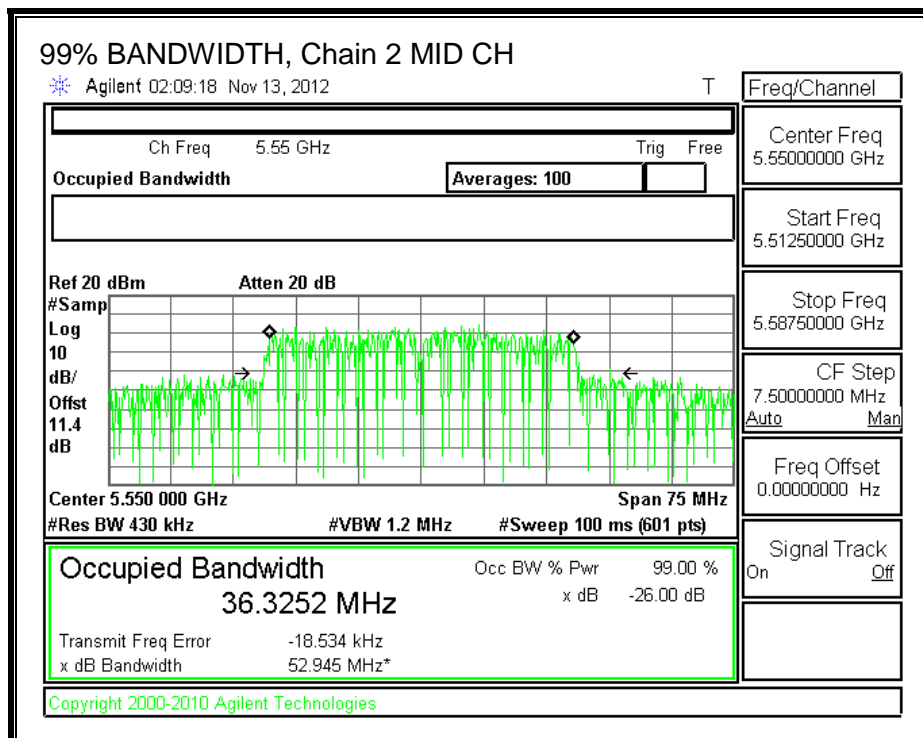 99% BANDWIDTH, Chain 2 MID CH
Agilent 02:09:18 Nov 13, 2012 T
Freq/Channel
Ch Freq 5.55 GHz Trig Free
Occupied Bandwidth Averages: 100
Center Freq
5.55000000 GHz
Start Freq
5.51250000 GHz
Stop Freq
5.58750000 GHz
CF Step
7.50000000 MHz
Auto Man
Freq Offset
0.00000000 Hz
Signal Track
On Off
Ref 20 dBm Atten 20 dB
#Samp
Log
10
dB/
Offst
11.4
dB
Center 5.550 000 GHz Span 75 MHz
#Res BW 430 kHz #VBW 1.2 MHz #Sweep 100 ms (601 pts)
Occupied Bandwidth Occ BW % Pwr 99.00 %
36.3252 MHz x dB -26.00 dB
Transmit Freq Error -18.534 kHz
x dB Bandwidth 52.945 MHz*
Copyright 2000-2010 Agilent Technologies